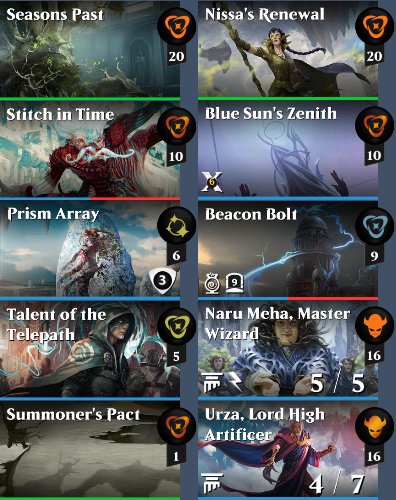 Seasons Past
20
Nissa's Renewal
20
Stitch in Time
10
Blue Sun's Zenith
X 6
10
Prism Array
6
3
Beacon Bolt
9
9
Talent of the
Telepath
5
Naru Meha, Master
Wizard
16
5 / 5
Summoner's Pact
1
Urza, Lord High
Artificer
16
4 / 7